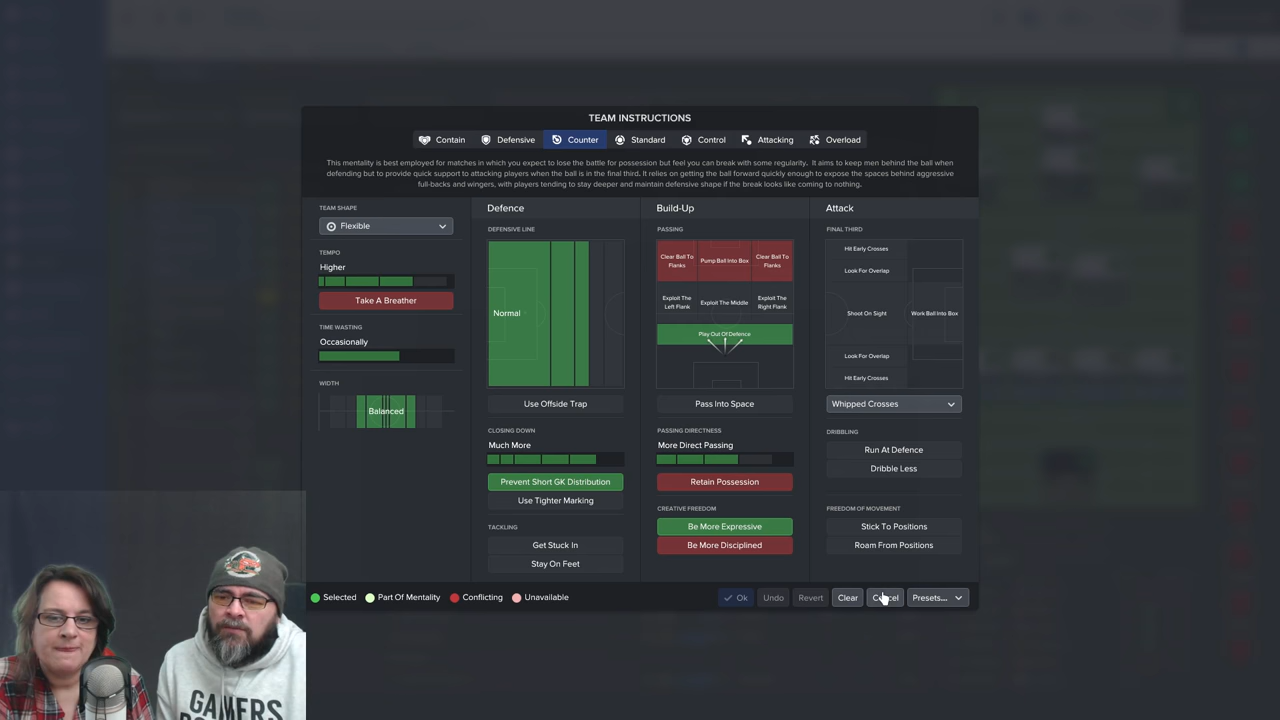 TEAM INSTRUCTIONS
Contain
Defensive
Counter
Standard
Control
Attacking
Overload
This mentality is best employed for matches in which you expect to lose the battle for possession but feel you can break with some regularity. It aims to keep men behind the ball when
defending but to provide quick support to attacking players when the ball is in the final third. It relies on getting the ball forward quickly enough to expose the spaces behind aggressive
full-backs and wingers, with players tending to stay deeper and maintain defensive shape if the break looks like coming to nothing.
TEAM SHAPE
Flexible
TEMPO
Higher
Take A Breather
TIME WASTING
Occasionally
WIDTH
Balanced
Defence
DEFENSIVE LINE
Normal
Use Offside Trap
CLOSING DOWN
Much More
Prevent Short GK Distribution
Use Tighter Marking
TACKLING
Get Stuck In
Stay On Feet
Build-Up
PASSING
Clear Ball To
Flanks
Pump Ball Into Box
Clear Ball To
Flanks
Exploit The
Left Flank
Exploit The Middle
Exploit The
Right Flank
Play Out Of Defence
Pass Into Space
PASSING DIRECTNESS
More Direct Passing
Retain Possession
CREATIVE FREEDOM
Be More Expressive
Be More Disciplined
Attack
FINAL THIRD
Hit Early Crosses
Look For Overlap
Shoot On Sight
Work Ball Into Box
Look For Overlap
Hit Early Crosses
Whipped Crosses
DRIBBLING
Run At Defence
Dribble Less
FREEDOM OF MOVEMENT
Stick To Positions
Roam From Positions
Selected
Part Of Mentality
Conflicting
Unavailable
Ok
Undo
Revert
Clear
Cancel
Presets...
GAMERS